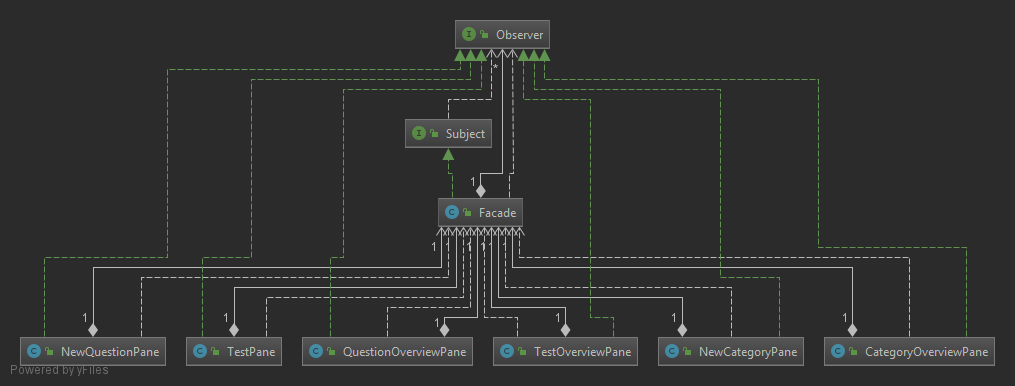 I Observer
*
I Subject
1
C Facade
1 1 1 1 1 1
1 1 1 1 1 1
C NewQuestionPane C TestPane C QuestionOverviewPane C TestOverviewPane C NewCategoryPane C CategoryOverviewPane
Powered by yFiles